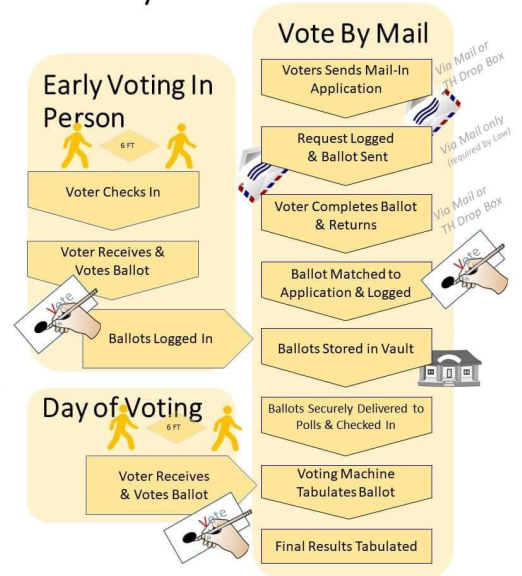 Vote By Mail
Voters Sends Mail-In
Application
Via Mail or
TH Drop Box
Request Logged
& Ballot Sent
Via Mail only
(required by Law)
Voter Completes Ballot
& Returns
Via Mail or
TH Drop Box
Ballot Matched to
Application & Logged
Vote
Ballots Stored in Vault
Ballots Securely Delivered to
Polls & Checked In
Voting Machine
Tabulates Ballot
Final Results Tabulated
Early Voting In
Person
6 FT
Voter Checks In
Voter Receives &
Votes Ballot
Vote
Ballots Logged In
Day of Voting
6 FT
Voter Receives
& Votes Ballot
Vote